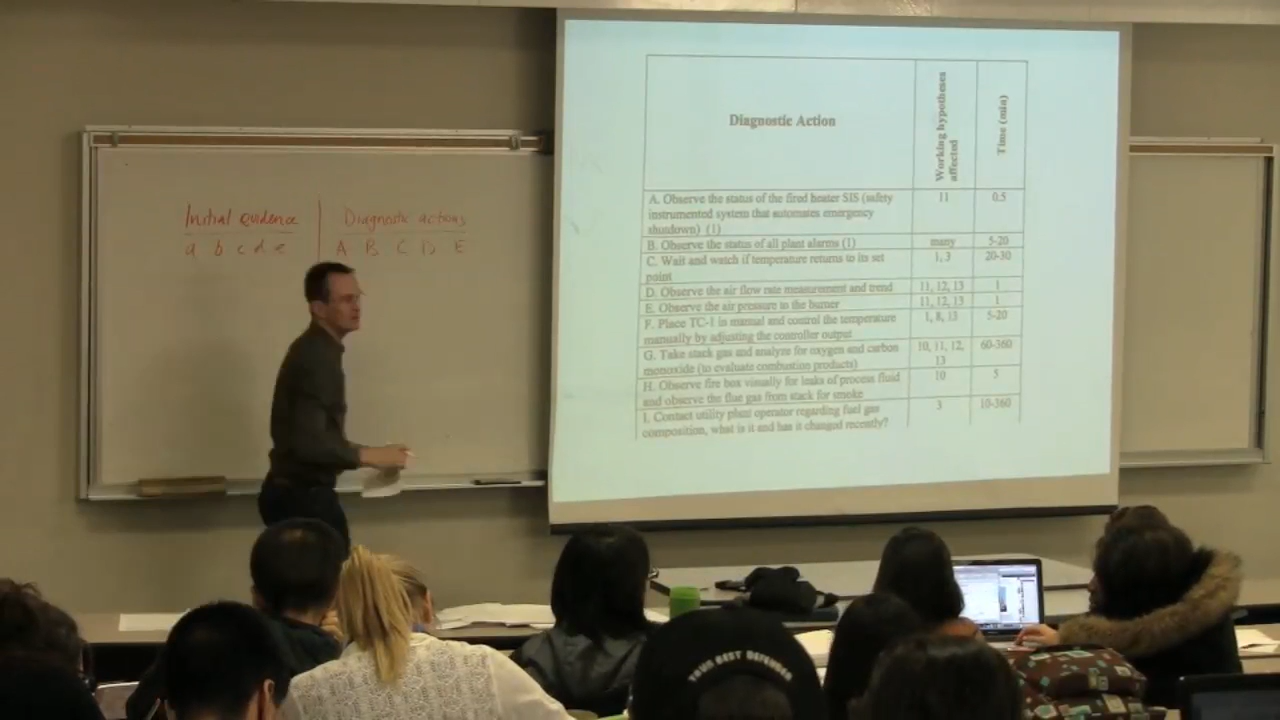 Initial evidence
Diagnostic actions
a b c d e
A B C D E
Diagnostic Action
Working hypotheses
affected
Time (min)
A. Observe the status of the fired heater SIS (safety
instrumented system that automates emergency
shutdown) (1)
11
0.5
B. Observe the status of all plant alarms (1)
many
5-20
C. Wait and watch if temperature returns to its set
point
1, 3
20-30
D. Observe the air flow rate measurement and trend
11, 12, 13
1
E. Observe the air pressure to the burner
11, 12, 13
1
F. Place TC-1 in manual and control the temperature
manually by adjusting the controller output
1, 8, 13
5-20
G. Take stack gas and analyze for oxygen and carbon
monoxide (to evaluate combustion products)
10, 11, 12,
13
60-360
H. Observe fire box visually for leaks of process fluid
and observe the flue gas from stack for smoke
10
5
I. Contact utility plant operator regarding fuel gas
composition, what is it and has it changed recently?
3
10-360
YOUR BEST DEFENDER